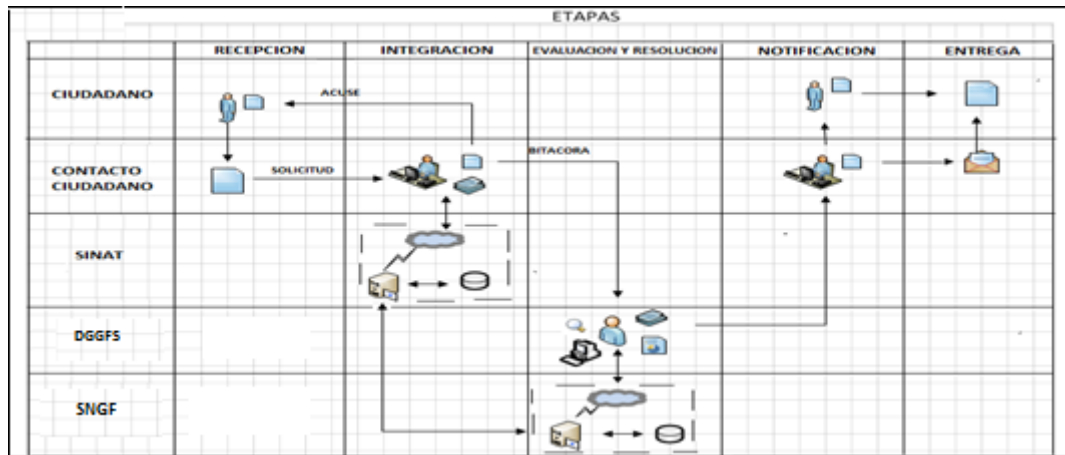 ETAPAS
RECEPCION INTEGRACION EVALUACION Y RESOLUCION NOTIFICACION ENTREGA
CIUDADANO
ACUSE
CONTACTO
CIUDADANO
SOLICITUD
BITACORA
SINAT
DGGFS
SNGF